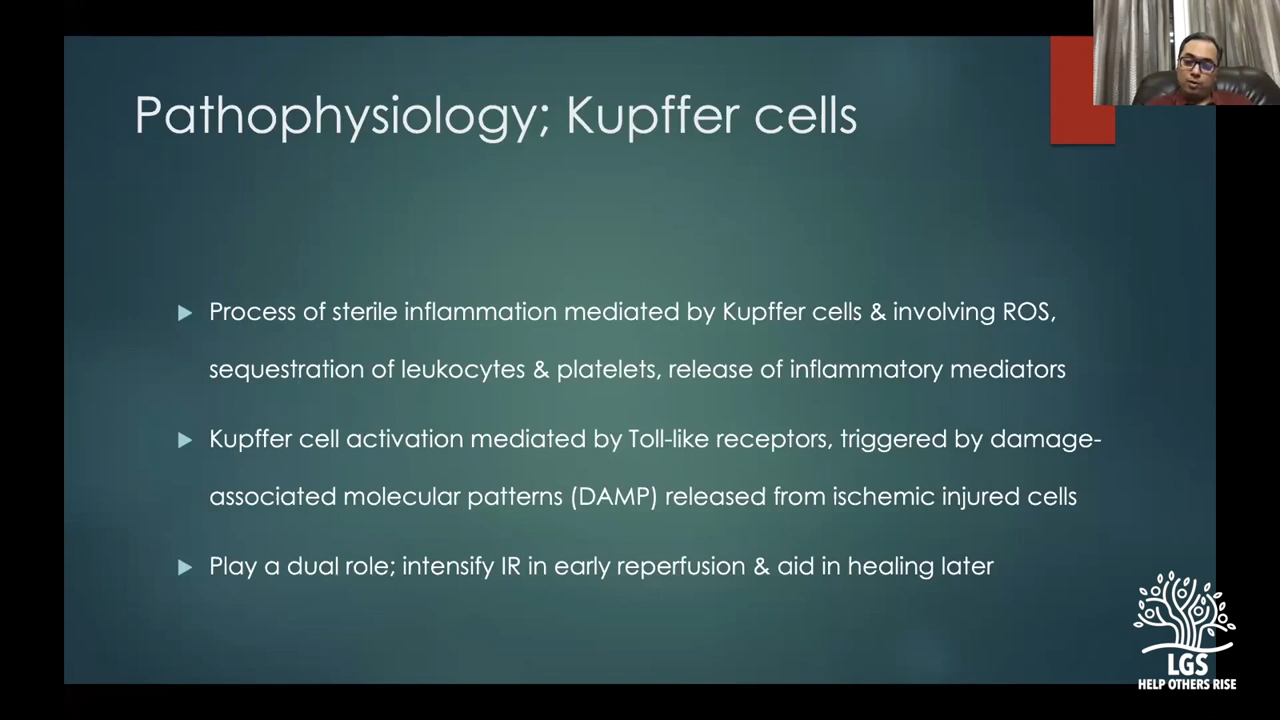 Pathophysiology; Kupffer cells
Process of sterile inflammation mediated by Kupffer cells & involving ROS,
sequestration of leukocytes & platelets, release of inflammatory mediators
Kupffer cell activation mediated by Toll-like receptors, triggered by damage-
associated molecular patterns (DAMP) released from ischemic injured cells
Play a dual role; intensify IR in early reperfusion & aid in healing later
LGS
HELP OTHERS RISE